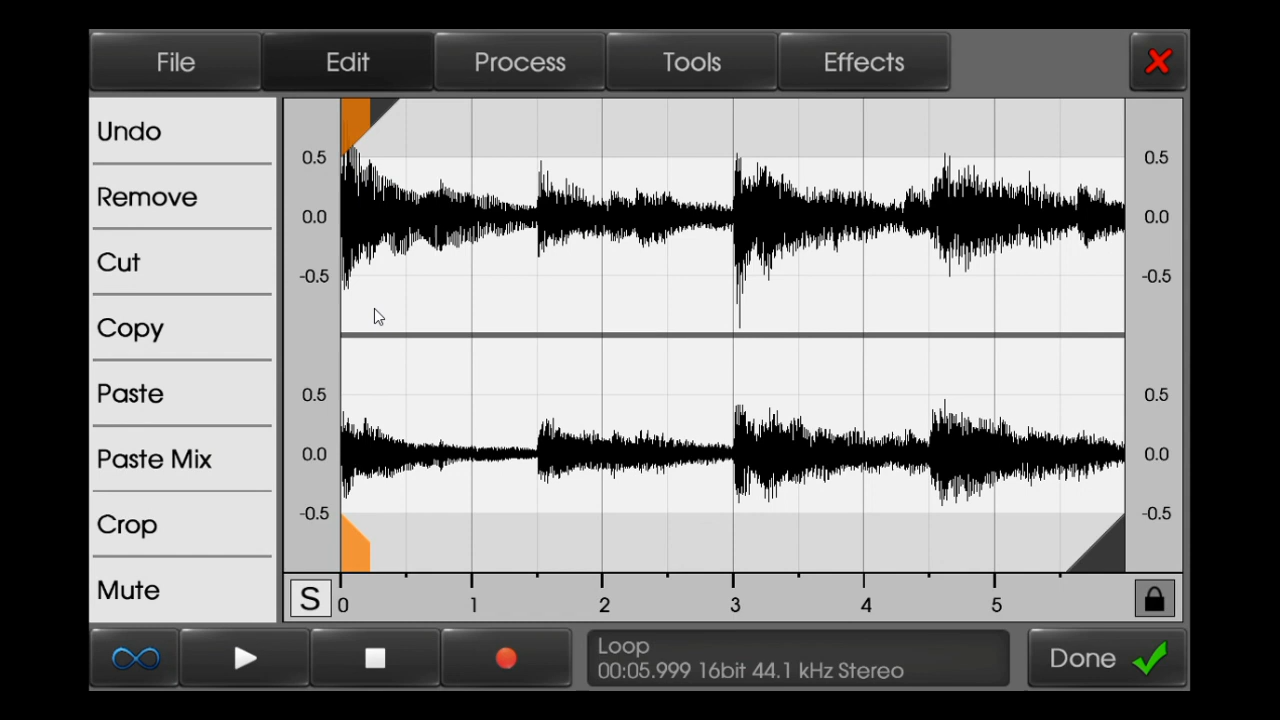 File Edit Process Tools Effects
Undo
Remove
Cut
Copy
Paste
Paste Mix
Crop
Mute
0.5 0.5
0.0 0.0
-0.5 -0.5
0.5 0.5
0.0 0.0
-0.5 -0.5
S 0 1 2 3 4 5
Loop
00:05.999 16bit 44.1 kHz Stereo
Done